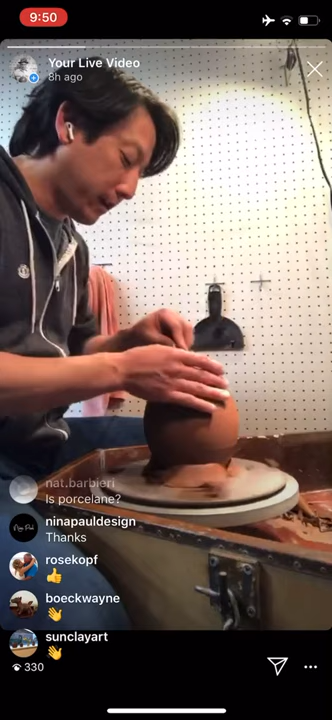 9:50
Your Live Video
8h ago
nat.barbieri
Is porcelane?
ninapauldesign
Thanks
rosekopf
👍
boeckwayne
👋
sunclayart
👋
330